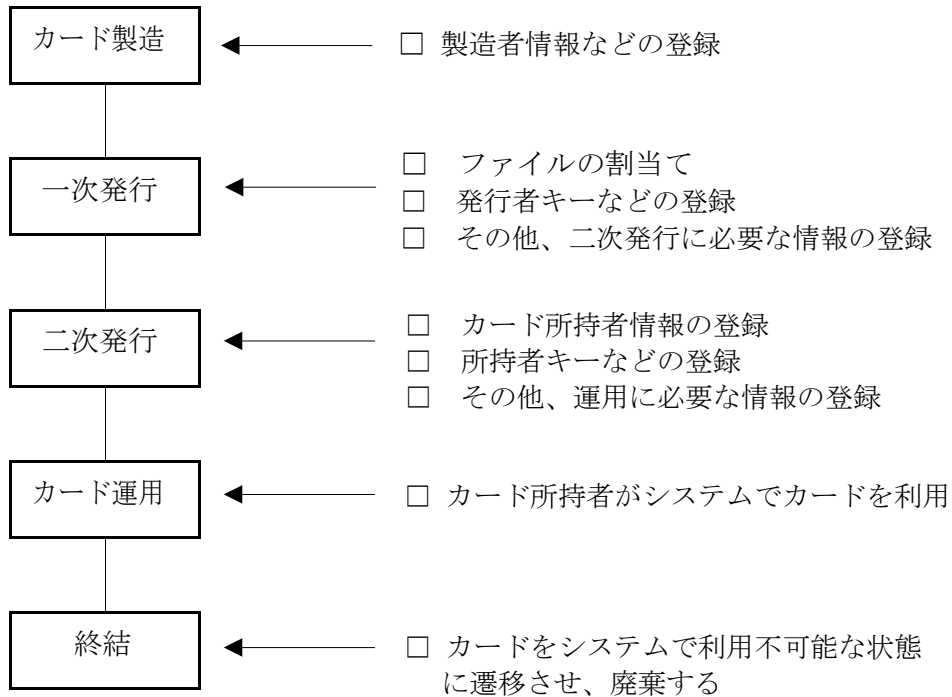 カード製造
□ 製造者情報などの登録
一次発行
□ ファイルの割当て
□ 発行者キーなどの登録
□ その他、二次発行に必要な情報の登録
二次発行
□ カード所持者情報の登録
□ 所持者キーなどの登録
□ その他、運用に必要な情報の登録
カード運用
□ カード所持者がシステムでカードを利用
終結
□ カードをシステムで利用不可能な状態
に遷移させ、廃棄する